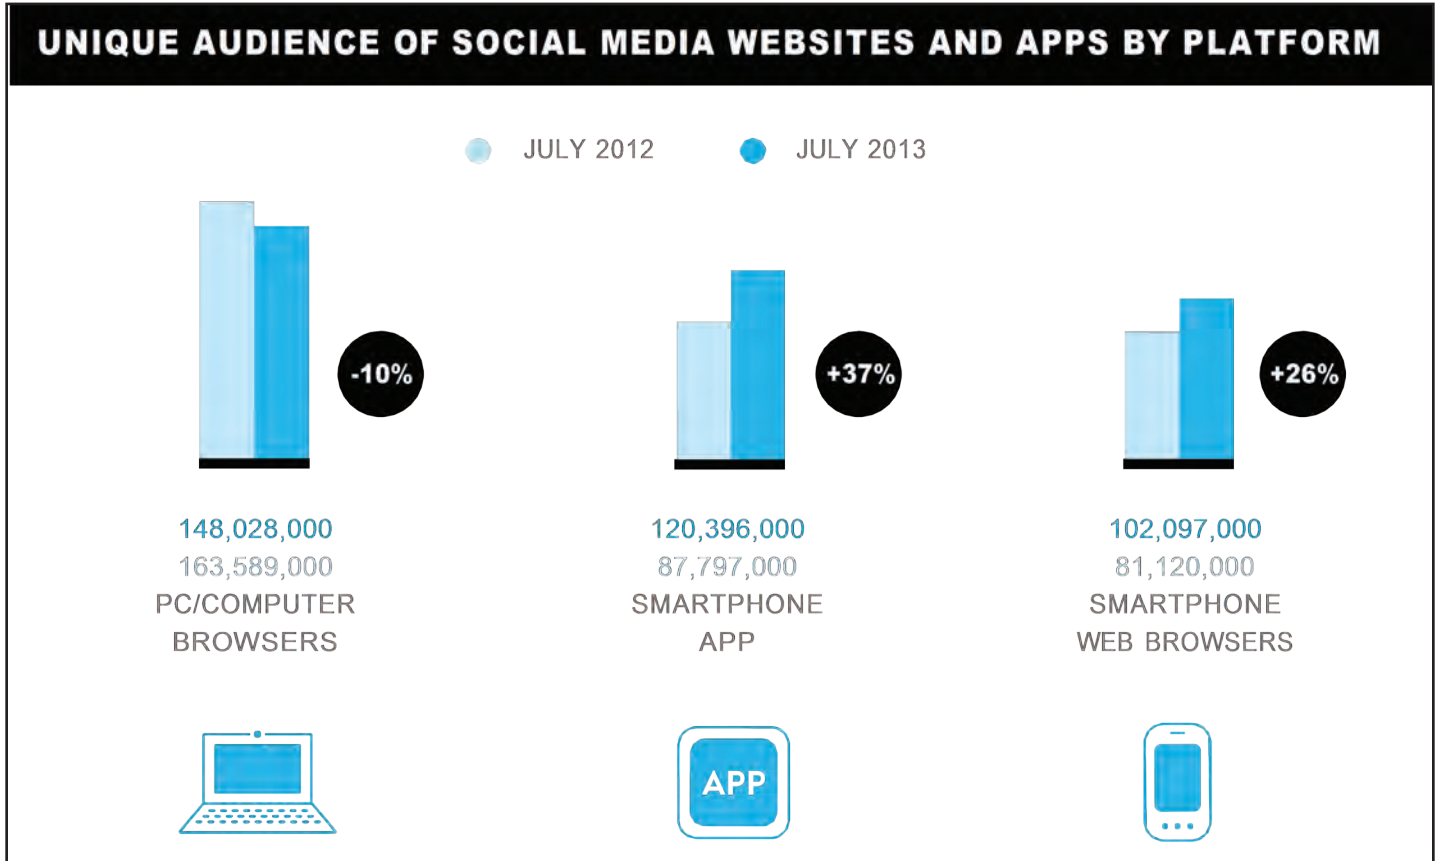 UNIQUE AUDIENCE OF SOCIAL MEDIA WEBSITES AND APPS BY PLATFORM
JULY 2012
JULY 2013
-10%
+37%
+26%
148,028,000
163,589,000
PC/COMPUTER
BROWSERS
120,396,000
87,797,000
SMARTPHONE
APP
102,097,000
81,120,000
SMARTPHONE
WEB BROWSERS
APP